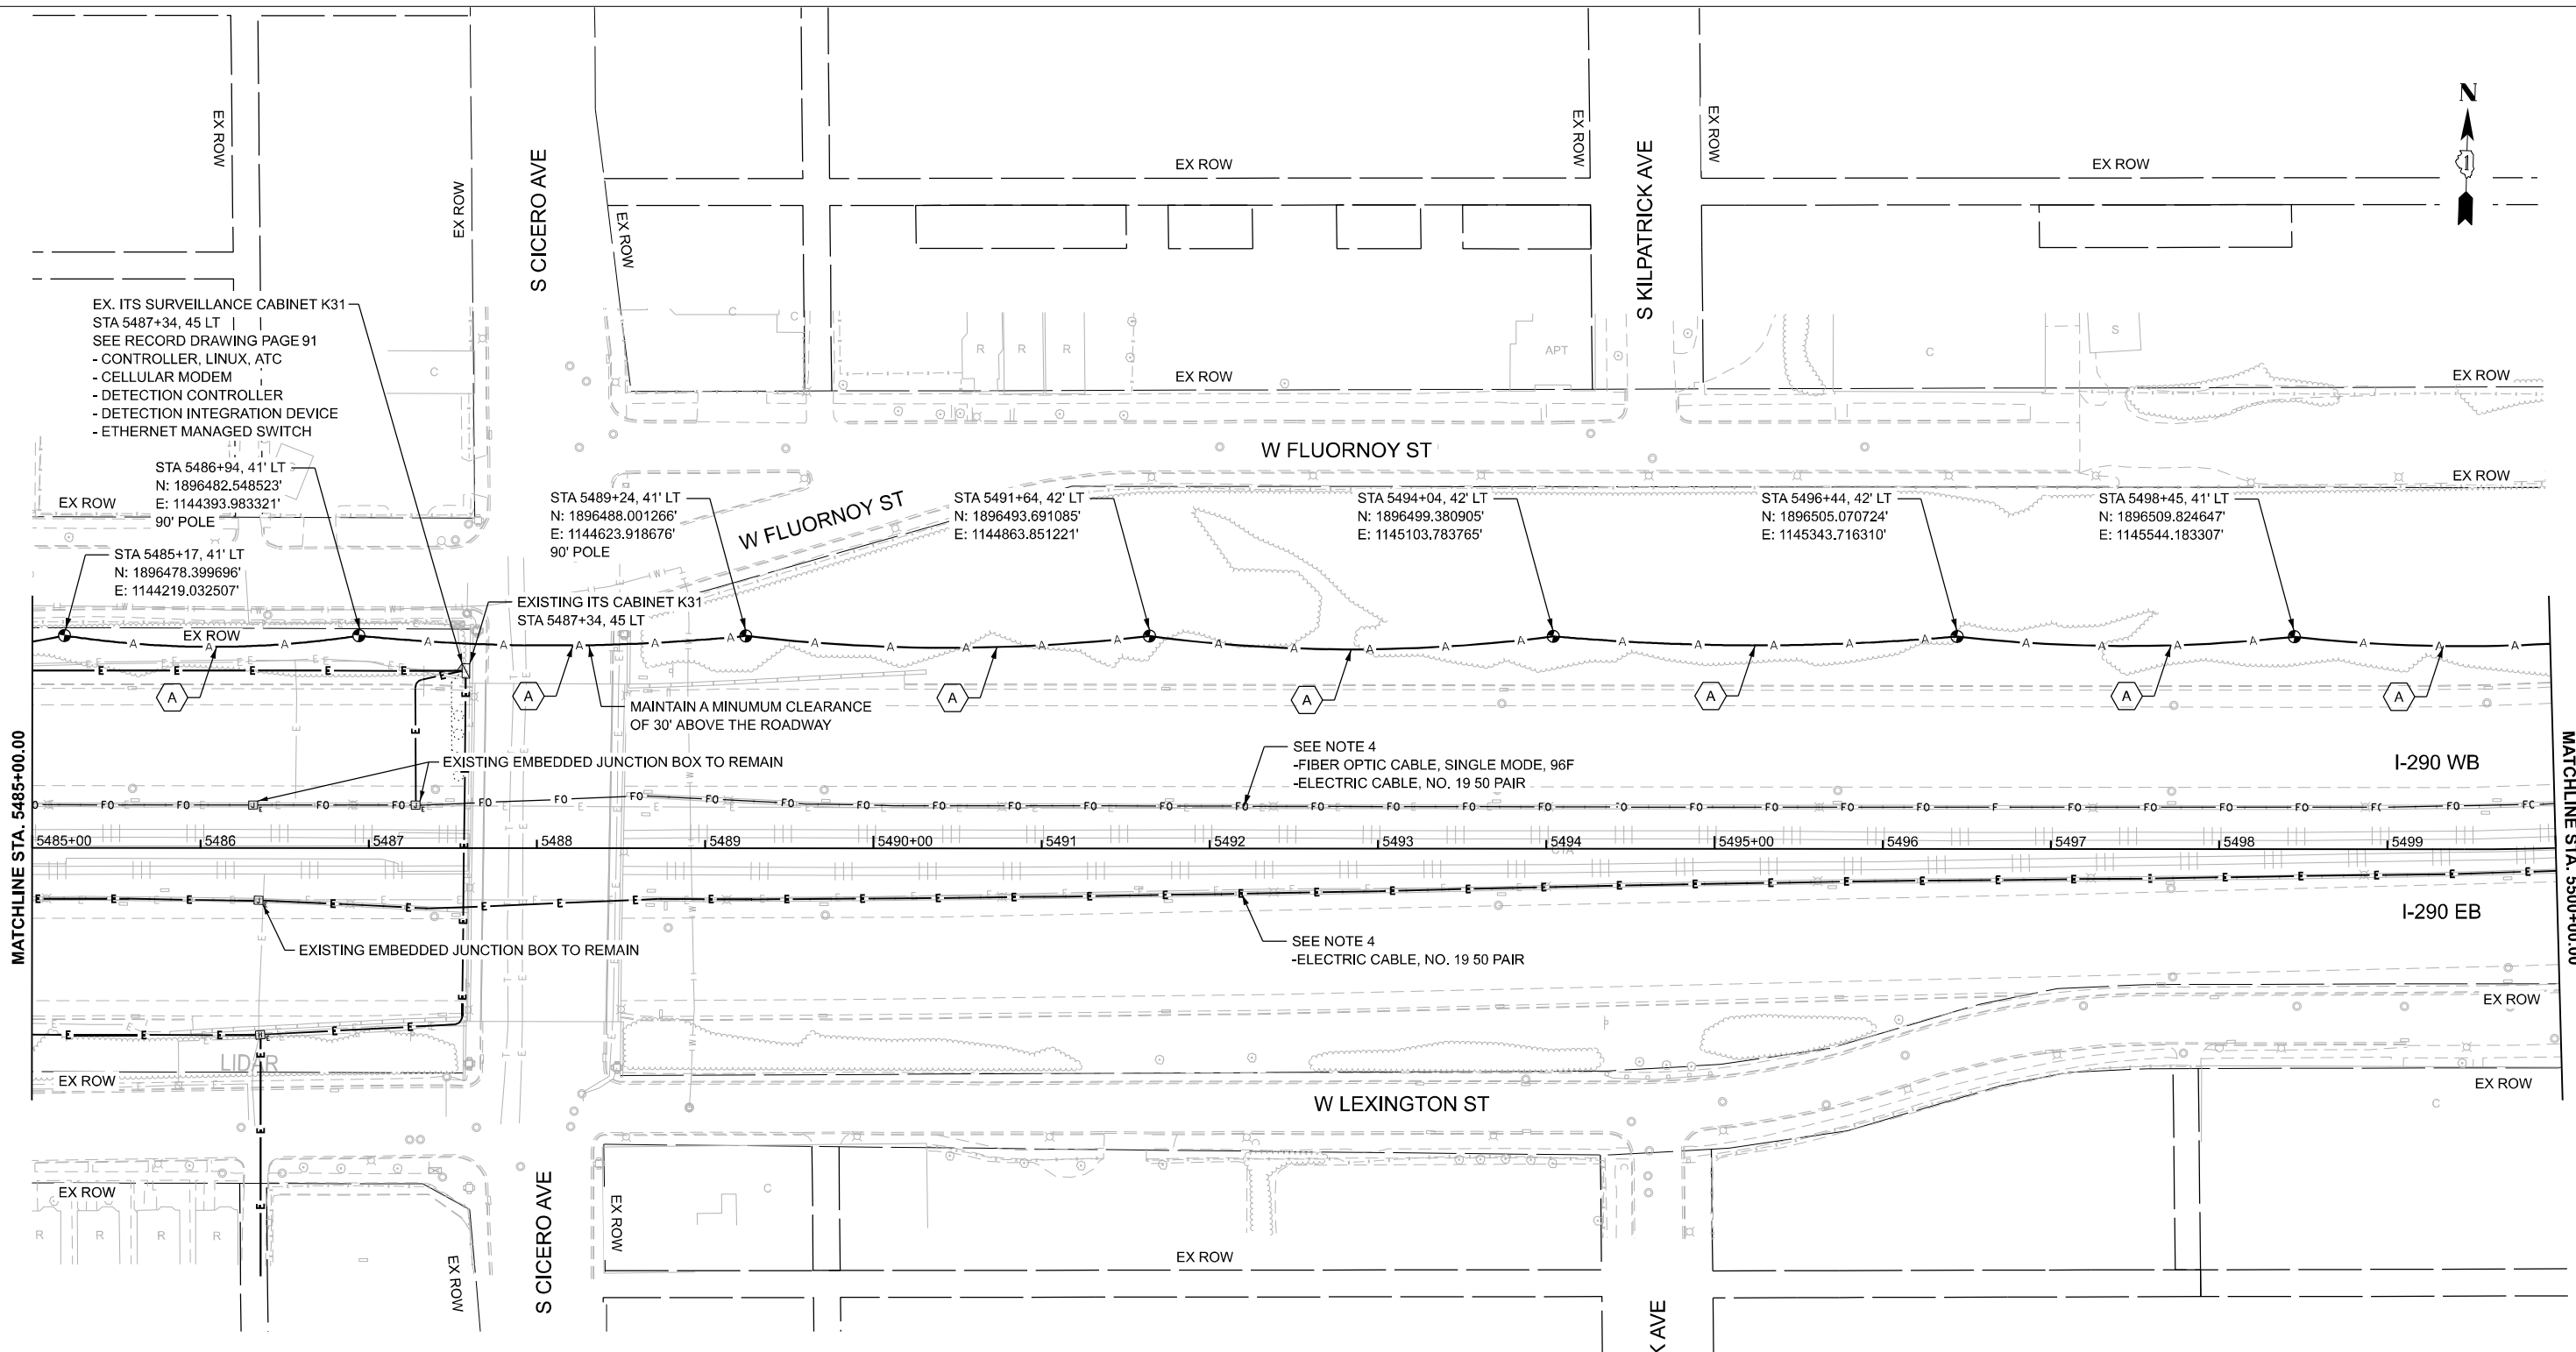 N
1
EX ROW
EX ROW
S CICERO AVE
EX ROW
EX ROW
EX ROW
S KILPATRICK AVE
EX ROW
EX ROW
EX ROW
EX. ITS SURVEILLANCE CABINET K31
STA 5487+34, 45 LT
SEE RECORD DRAWING PAGE 91
- CONTROLLER, LINUX, ATC
- CELLULAR MODEM
- DETECTION CONTROLLER
- DETECTION INTEGRATION DEVICE
- ETHERNET MANAGED SWITCH
C
C
C
R
R
R
APT
C
S
EX ROW
EX ROW
W FLUORNOY ST
EX ROW
STA 5486+94, 41' LT
N: 1896482.548523'
E: 1144393.983321'
90' POLE
EX ROW
STA 5485+17, 41' LT
N: 1896478.399696'
E: 1144219.032507'
STA 5489+24, 41' LT
N: 1896488.001266'
E: 1144623.918676'
90' POLE
W FLUORNOY ST
STA 5491+64, 42' LT
N: 1896493.691085'
E: 1144863.851221'
STA 5494+04, 42' LT
N: 1896499.380905'
E: 1145103.783765'
STA 5496+44, 42' LT
N: 1896505.070724'
E: 1145343.716310'
STA 5498+45, 41' LT
N: 1896509.824647'
E: 1145544.183307'
EXISTING ITS CABINET K31
STA 5487+34, 45 LT
EX ROW
A
A
A
A
A
A
A
MAINTAIN A MINIMUM CLEARANCE
OF 30' ABOVE THE ROADWAY
EXISTING EMBEDDED JUNCTION BOX TO REMAIN
SEE NOTE 4
-FIBER OPTIC CABLE, SINGLE MODE, 96F
-ELECTRIC CABLE, NO. 19 50 PAIR
I-290 WB
MATCHLINE STA. 5485+00.00
MATCHLINE STA. 5500+00.00
5485+00 5486 5487 5488 5489 5490+00 5491 5492 5493 5494 5495+00 5496 5497 5498 5499
CTA
I-290 EB
EXISTING EMBEDDED JUNCTION BOX TO REMAIN
SEE NOTE 4
-ELECTRIC CABLE, NO. 19 50 PAIR
EX ROW
LIDAR
EX ROW
EX ROW
W LEXINGTON ST
C
EX ROW
R
R
R
R
EX ROW
S CICERO AVE
EX ROW
C
EX ROW
K AVE